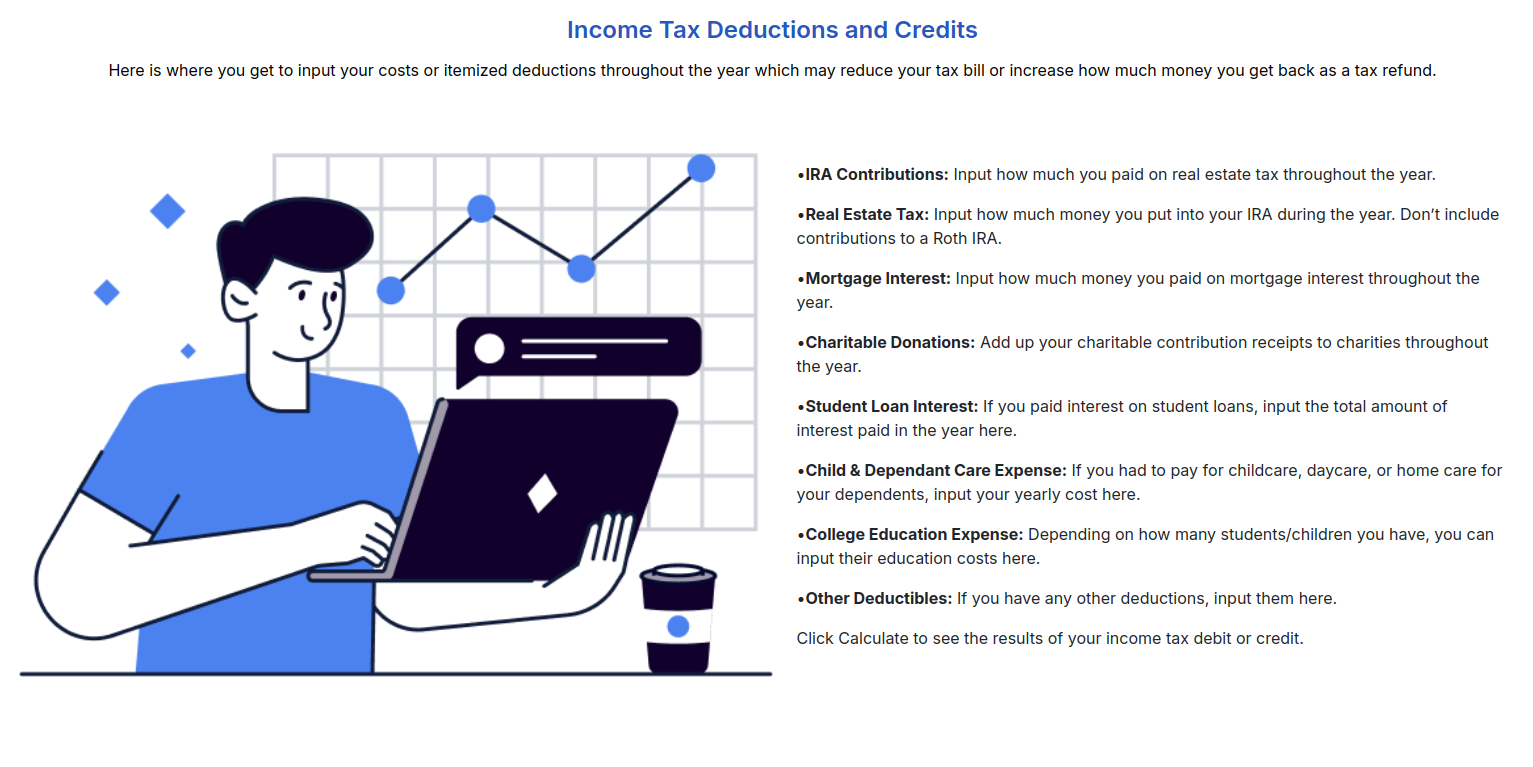 Income Tax Deductions and Credits
Here is where you get to input your costs or itemized deductions throughout the year which may reduce your tax bill or increase how much money you get back as a tax refund.
•IRA Contributions: Input how much you paid on real estate tax throughout the year.
•Real Estate Tax: Input how much money you put into your IRA during the year. Don’t include
contributions to a Roth IRA.
•Mortgage Interest: Input how much money you paid on mortgage interest throughout the
year.
•Charitable Donations: Add up your charitable contribution receipts to charities throughout
the year.
•Student Loan Interest: If you paid interest on student loans, input the total amount of
interest paid in the year here.
•Child & Dependant Care Expense: If you had to pay for childcare, daycare, or home care for
your dependents, input your yearly cost here.
•College Education Expense: Depending on how many students/children you have, you can
input their education costs here.
•Other Deductibles: If you have any other deductions, input them here.
Click Calculate to see the results of your income tax debit or credit.